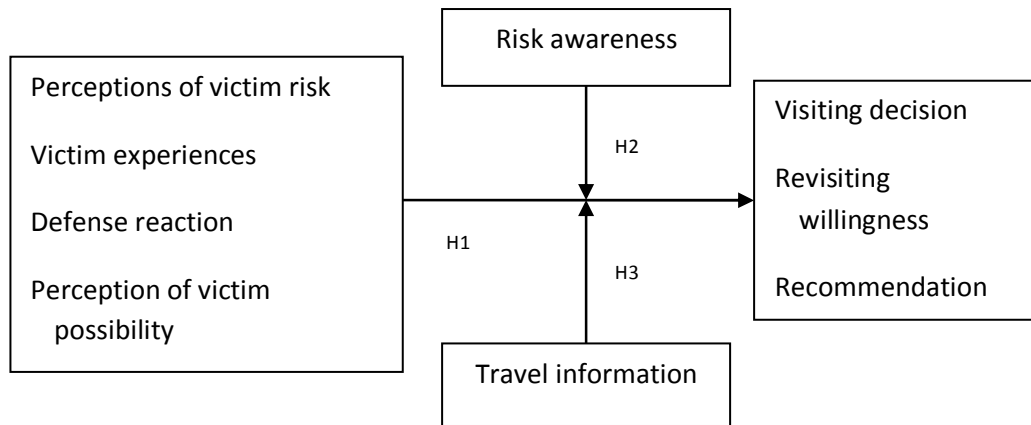 Risk awareness
Perceptions of victim risk
Victim experiences
Defense reaction
Perception of victim
possibility
H2
H1
H3
Visiting decision
Revisiting
willingness
Recommendation
Travel information